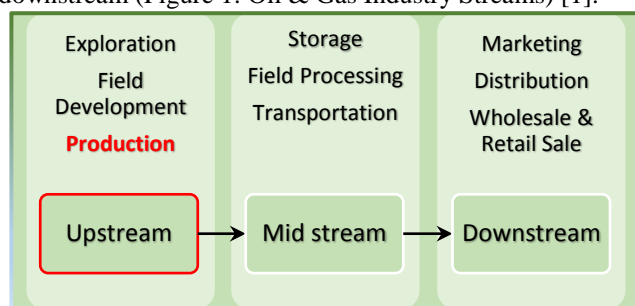 downstream (Figure 1: Oil & Gas Industry Streams) [1].
Exploration
Field
Development
Production
Upstream
Storage
Field Processing
Transportation
Mid stream
Marketing
Distribution
Wholesale &
Retail Sale
Downstream